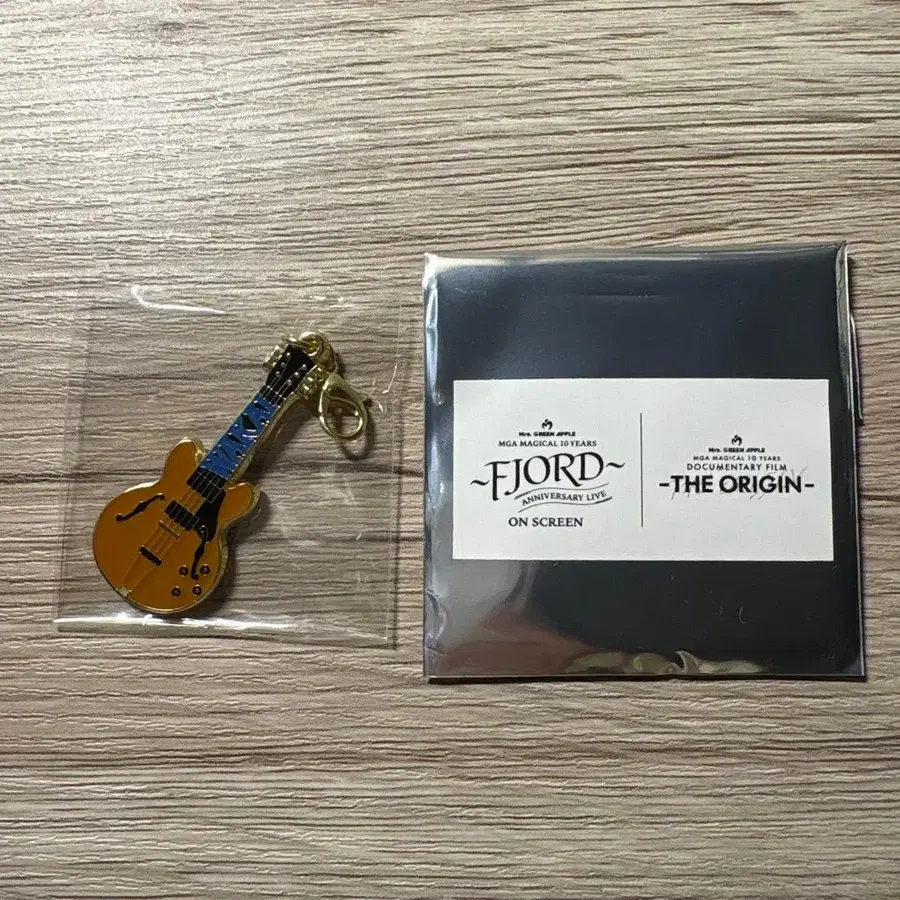 Mrs. GREEN APPLE
MGA MAGICAL 10 YEARS
~FJORD~
ANNIVERSARY LIVE
ON SCREEN
Mrs. GREEN APPLE
MGA MAGICAL 10 YEARS
DOCUMENTARY FILM
-THE ORIGIN-